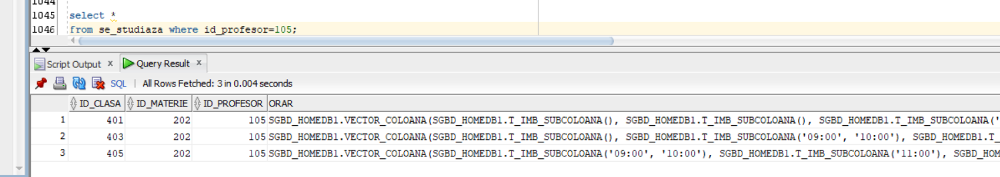 1044
1045 select *
1046 from se_studiaza where id_profesor=105;
Script Output x Query Result x
SQL | All Rows Fetched: 3 in 0.004 seconds
ID_CLASA ID_MATERIE ID_PROFESOR ORAR
1 401 202 105 SGBD_HOMEDB1.VECTOR_COLOANA(SGBD_HOMEDB1.T_IMB_SUBCOLOANA(), SGBD_HOMEDB1.T_IMB_SUBCOLOANA(), SGBD_HOMEDB1.T_IMB_SUBCOLOANA('
2 403 202 105 SGBD_HOMEDB1.VECTOR_COLOANA(SGBD_HOMEDB1.T_IMB_SUBCOLOANA(), SGBD_HOMEDB1.T_IMB_SUBCOLOANA('09:00', '10:00'), SGBD_HOMEDB1.T_
3 405 202 105 SGBD_HOMEDB1.VECTOR_COLOANA(SGBD_HOMEDB1.T_IMB_SUBCOLOANA('09:00', '10:00'), SGBD_HOMEDB1.T_IMB_SUBCOLOANA('11:00'), SGBD_HOM